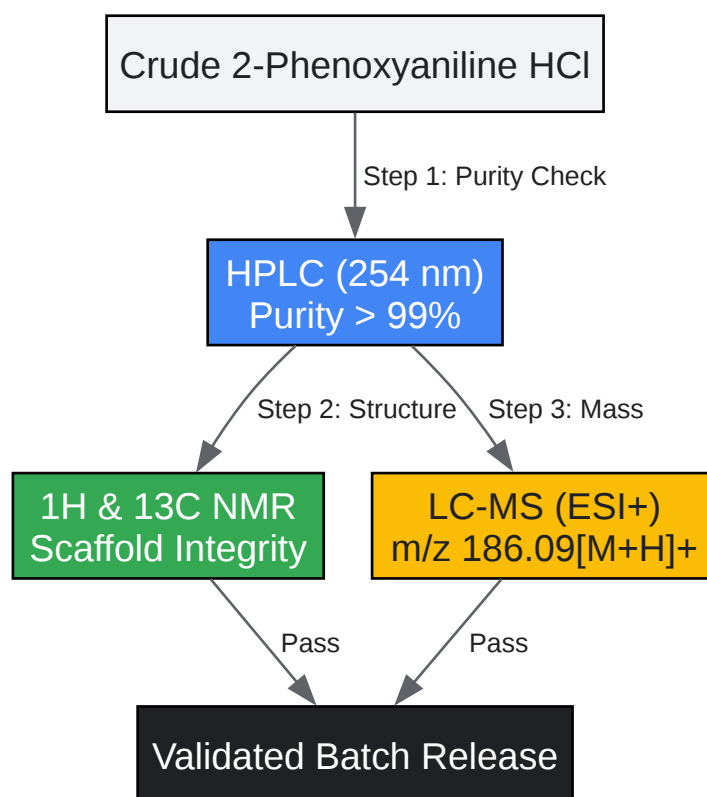 Crude 2-Phenoxyaniline HCl
Step 1: Purity Check
HPLC (254 nm)
Purity > 99%
Step 2: Structure
Step 3: Mass
1H & 13C NMR
Scaffold Integrity
LC-MS (ESI+)
m/z 186.09[M+H]+
Pass
Pass
Validated Batch Release